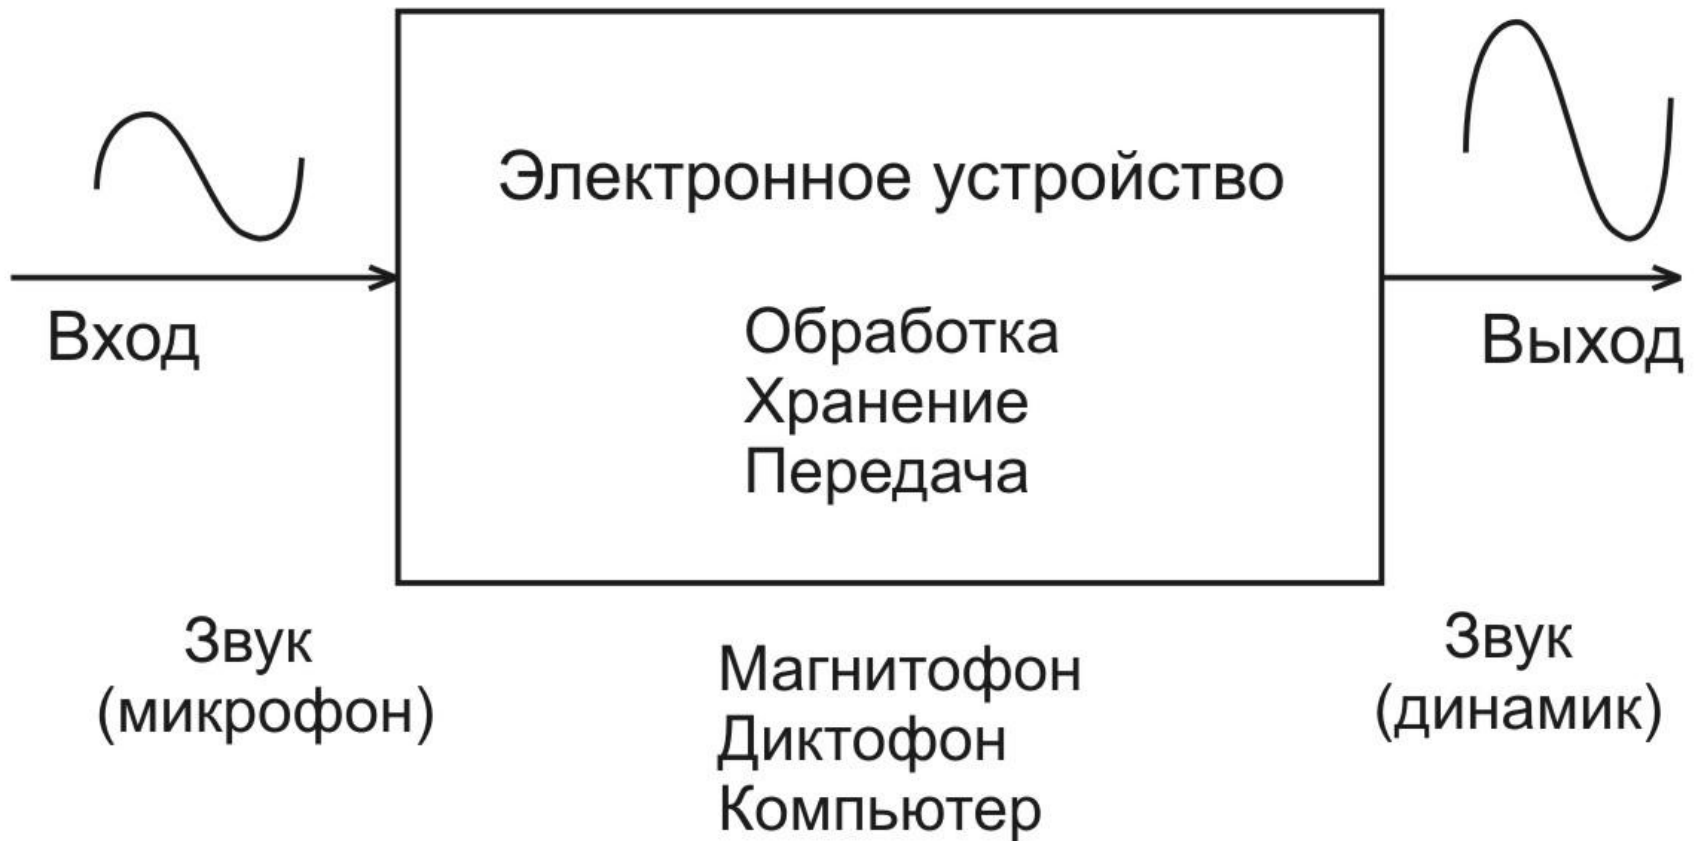 Электронное устройство
Вход
Обработка
Хранение
Передача
Выход
Звук
(микрофон)
Магнитофон
Диктофон
Компьютер
Звук
(динамик)